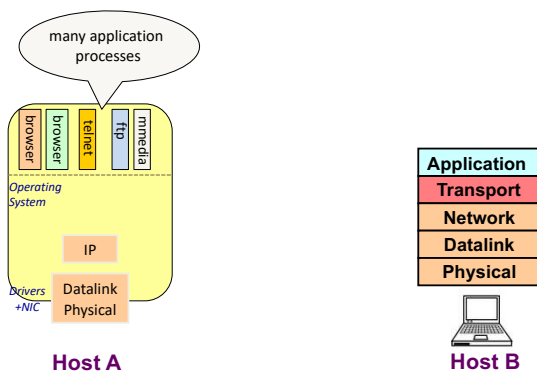 many application
processes
browser
browser
telnet
ftp
mmedia
Operating
System
IP
Drivers
+NIC
Datalink
Physical
Host A
Application
Transport
Network
Datalink
Physical
Host B